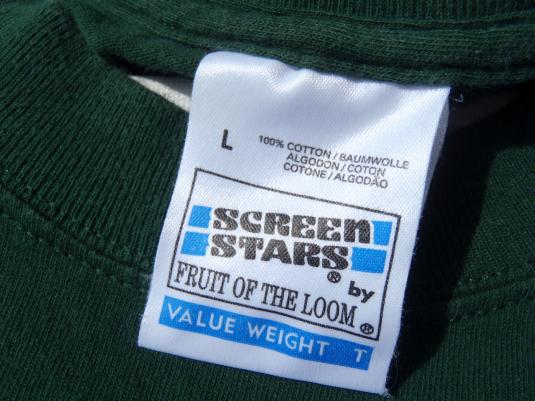 L
100% COTTON / BAUMWOLLE
ALGODON / COTON
COTONE / ALGODÃO
SCREEN
STARS ®
by
FRUIT OF THE LOOM ®
VALUE WEIGHT T